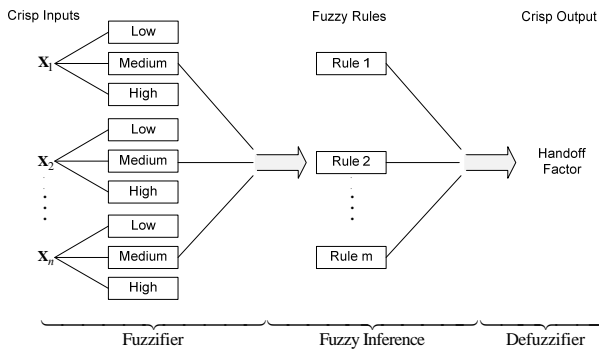 Crisp Inputs
Fuzzy Rules
Crisp Output
Low
X1
Medium
High
Rule 1
Low
X2
Medium
High
Rule 2
Handoff
Factor
Low
Xn
Medium
High
Rule m
Fuzzifier
Fuzzy Inference
Defuzzifier